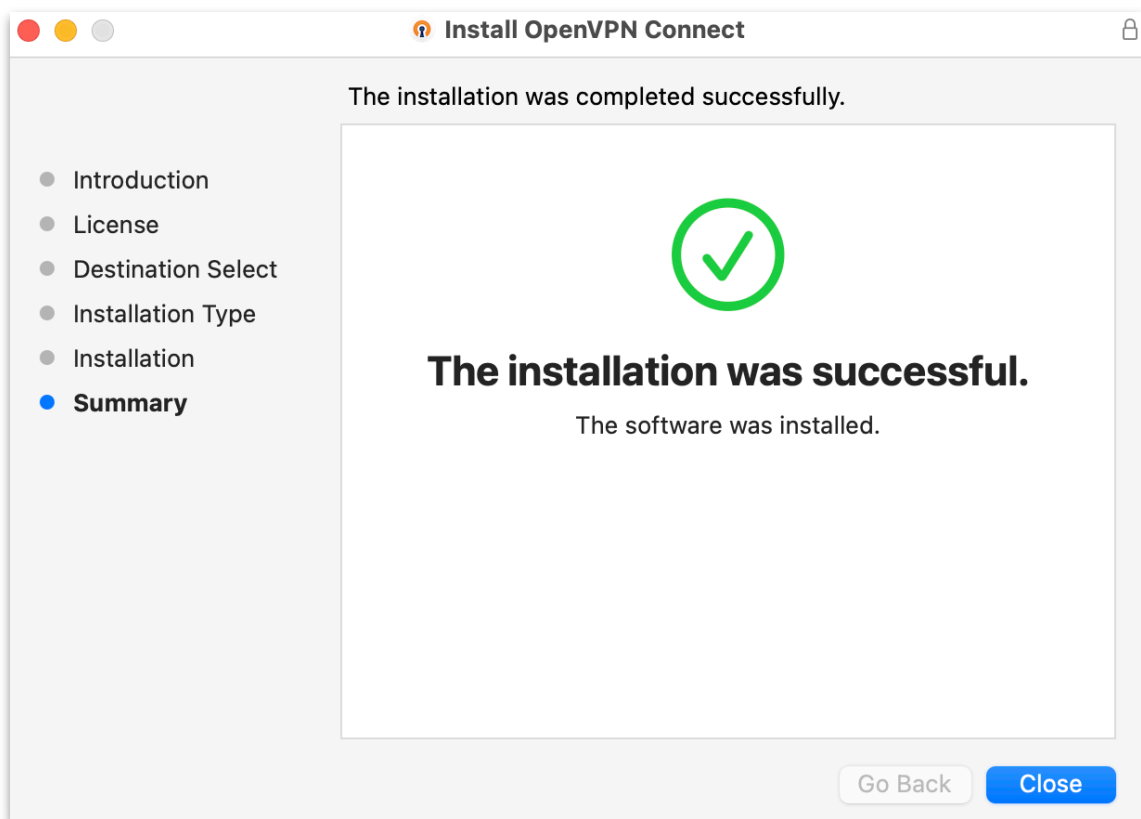 Install OpenVPN Connect
The installation was completed successfully.
Introduction
License
Destination Select
Installation Type
Installation
Summary
The installation was successful.
The software was installed.
Go Back
Close